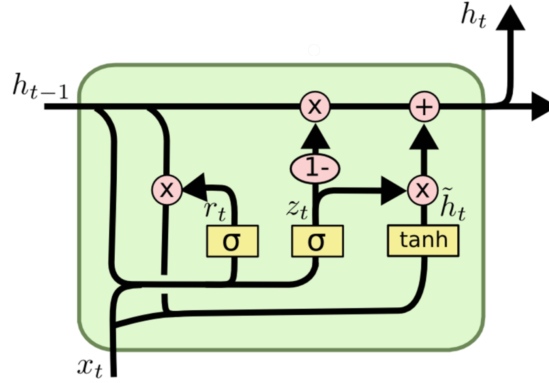 h_t
h_{t-1}
x
+
1-
x
r_t
z_t
x
h̃_t
σ
σ
tanh
x_t